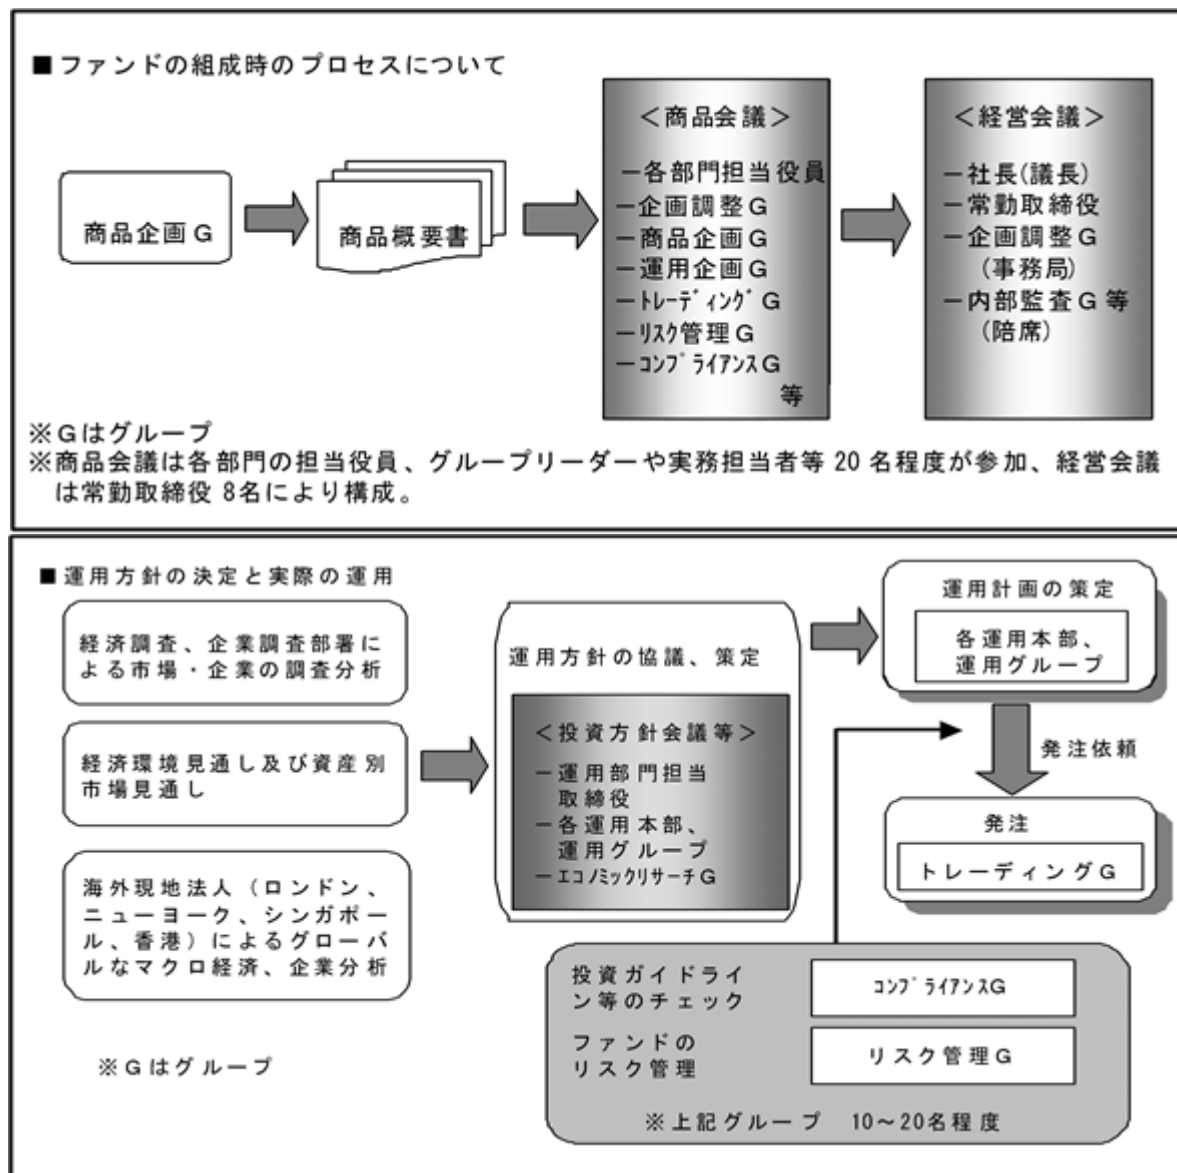 ■ファンドの組成時のプロセスについて
商品企画G
商品概要書
＜商品会議＞
－各部門担当役員
－企画調整G
－商品企画G
－運用企画G
－ﾄﾚｰﾃﾞｨﾝｸﾞG
－ﾘｽｸ管理G
－ｺﾝﾌﾟﾗｲｱﾝｽG
等
＜経営会議＞
－社長(議長)
－常勤取締役
－企画調整G
(事務局)
－内部監査G等
(陪席)
※Gはグループ
※商品会議は各部門の担当役員、グループリーダーや実務担当者等 20 名程度が参加、経営会議
は常勤取締役 8名により構成。
■運用方針の決定と実際の運用
経済調査、企業調査部署に
よる市場・企業の調査分析
経済環境見通し及び資産別
市場見通し
海外現地法人（ロンドン、
ニューヨーク、シンガポー
ル、香港）によるグローバ
ルなマクロ経済、企業分析
※Gはグループ
運用方針の協議、策定
＜投資方針会議等＞
－運用部門担当
取締役
－各運用本部、
運用グループ
－ｴｺﾉﾐｯｸﾘｻｰﾁG
運用計画の策定
各運用本部、
運用グループ
発注依頼
発注
トレーディングG
投資ガイドライ
ン等のチェック
ｺﾝﾌﾟﾗｲｱﾝｽG
ファンドの
リスク管理
リスク管理G
※上記グループ　10～20名程度